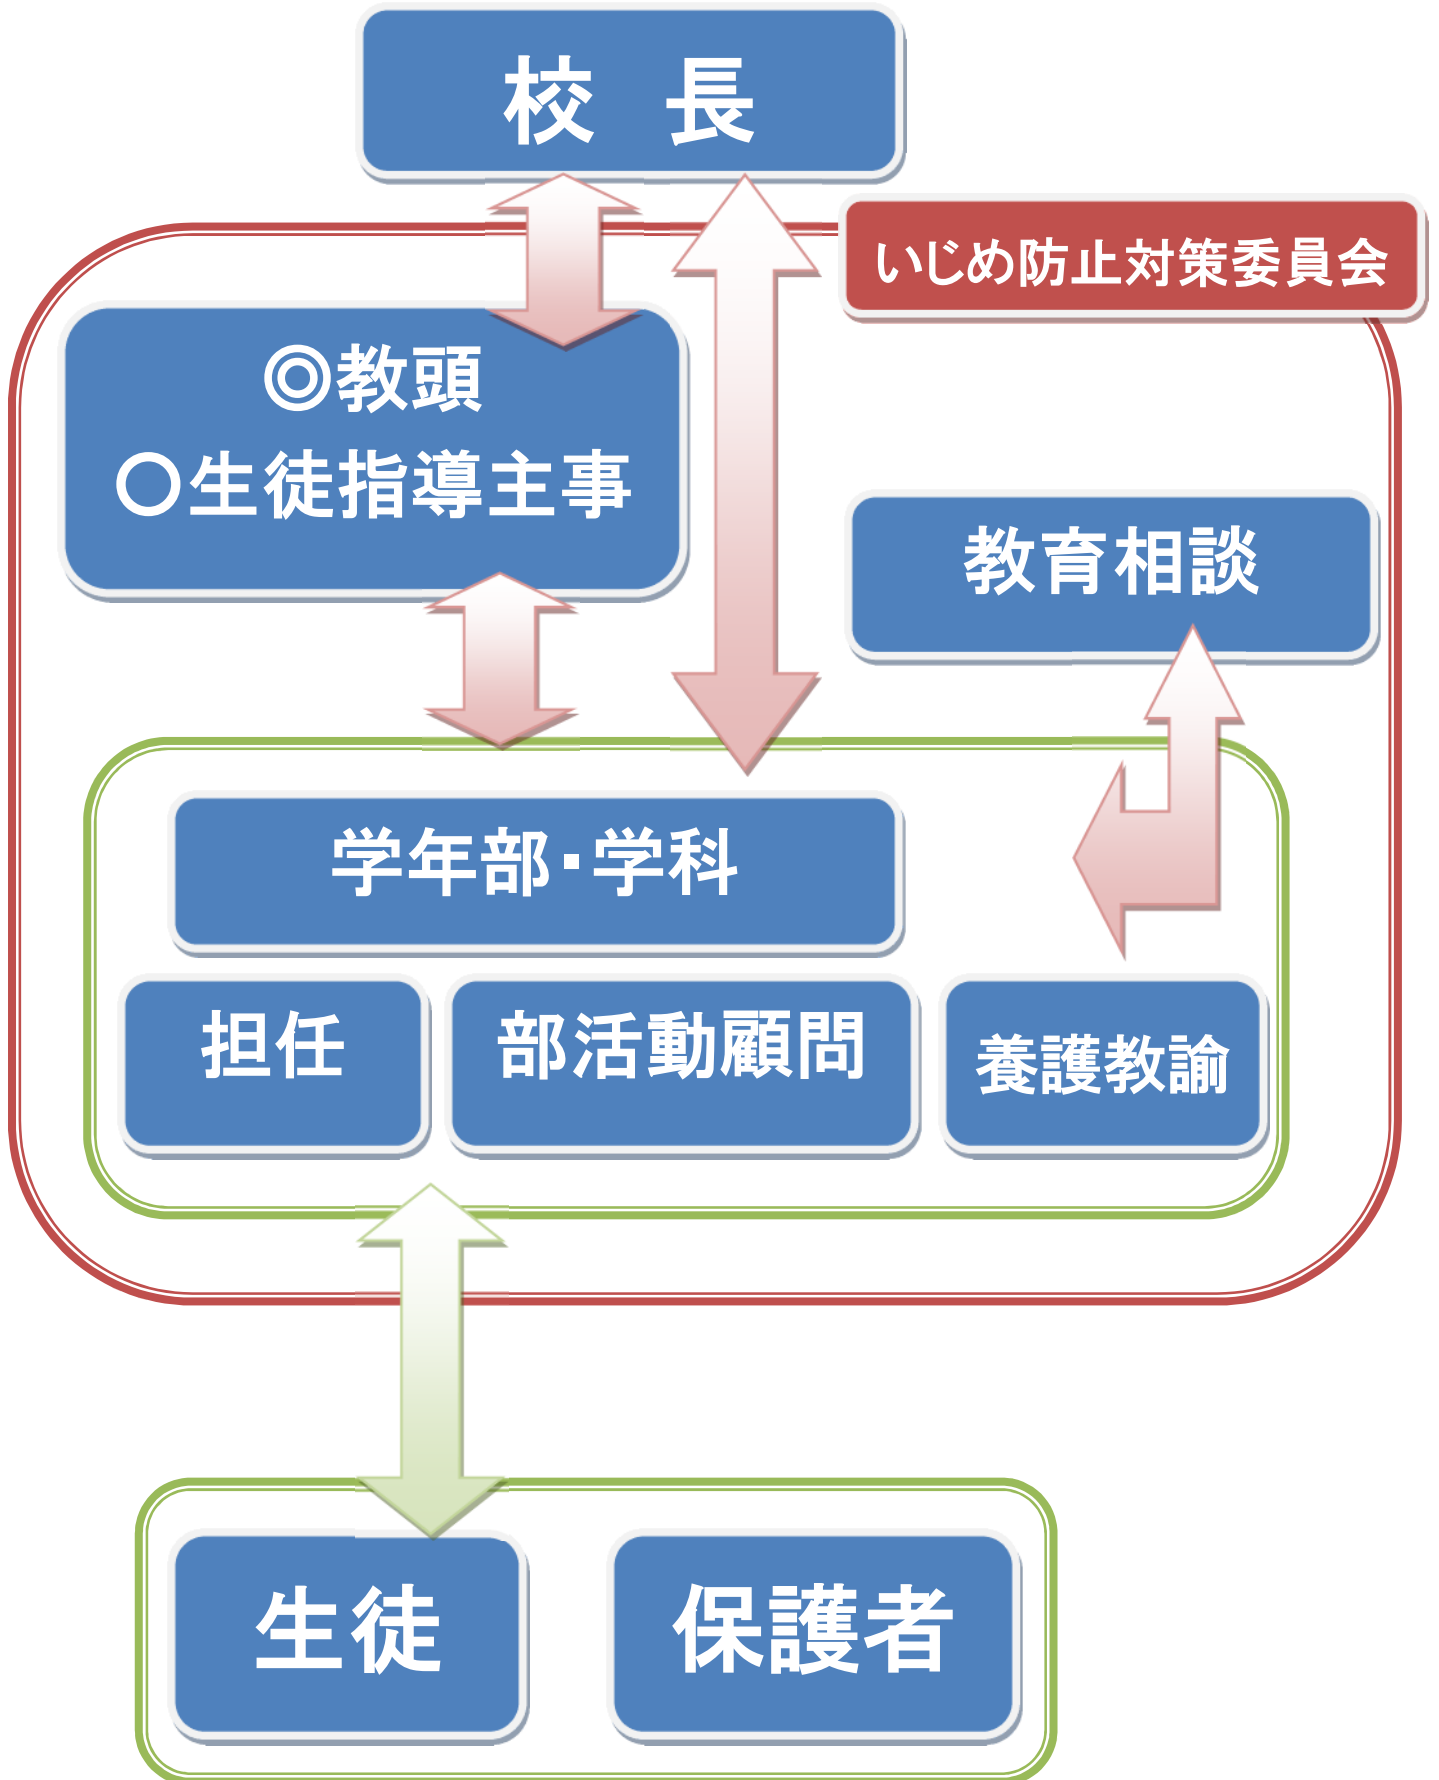 校　長
いじめ防止対策委員会
◎教頭
○生徒指導主事
教育相談
学年部・学科
担任
部活動顧問
養護教諭
生徒
保護者